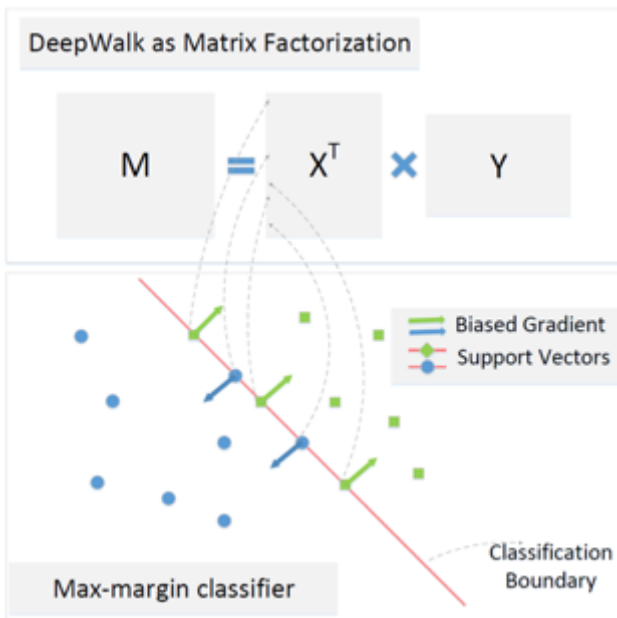 DeepWalk as Matrix Factorization
M = X^T × Y
Biased Gradient
Support Vectors
Classification
Boundary
Max-margin classifier